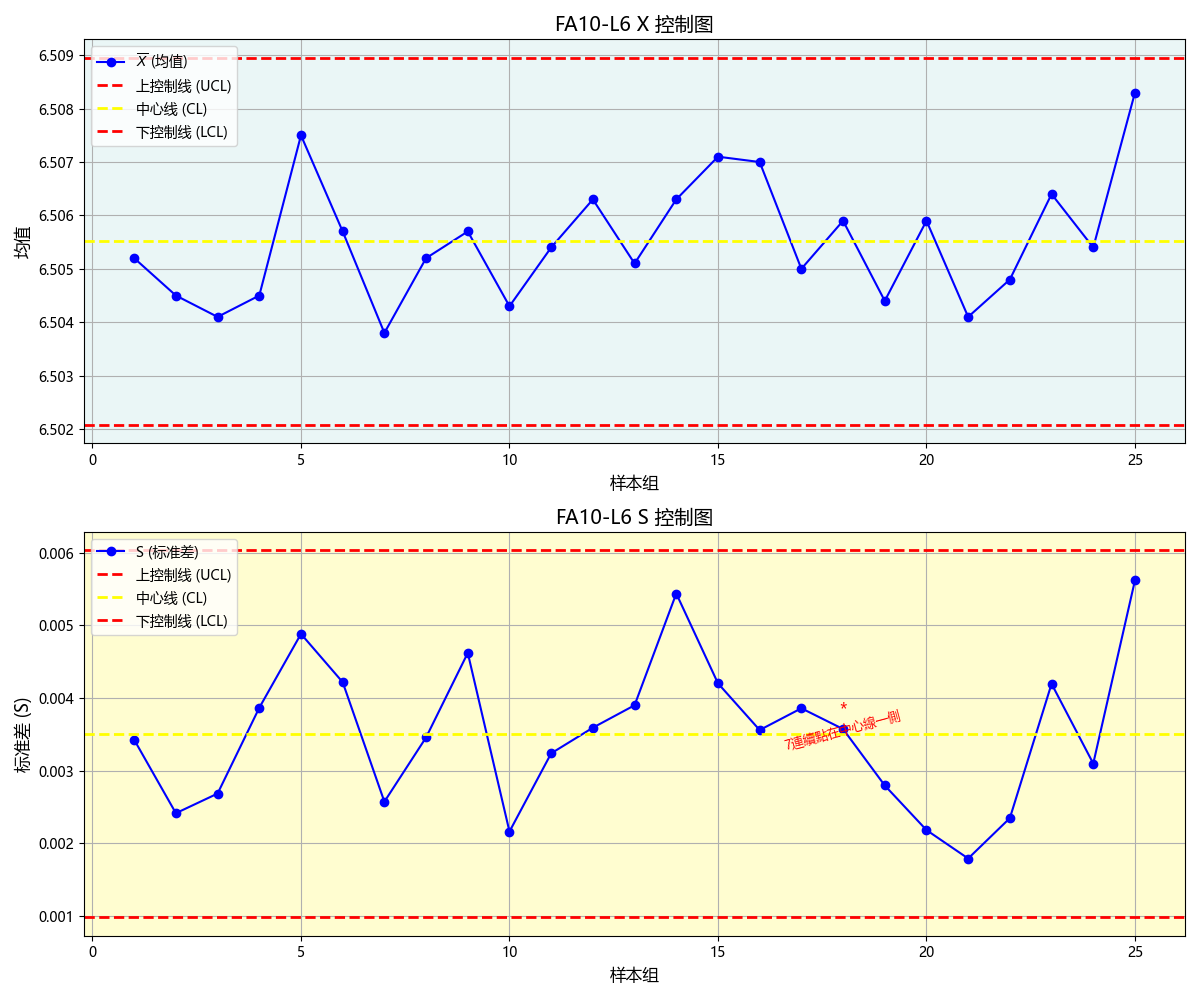 FA10-L6 X 控制图
均值
6.509
6.508
6.507
6.506
6.505
6.504
6.503
6.502
X (均值)
上控制线 (UCL)
中心线 (CL)
下控制线 (LCL)
0 5 10 15 20 25
样本组
FA10-L6 S 控制图
标准差 (S)
0.006
0.005
0.004
0.003
0.002
0.001
S (标准差)
上控制线 (UCL)
中心线 (CL)
下控制线 (LCL)
*
7連續點在中心線一側
0 5 10 15 20 25
样本组